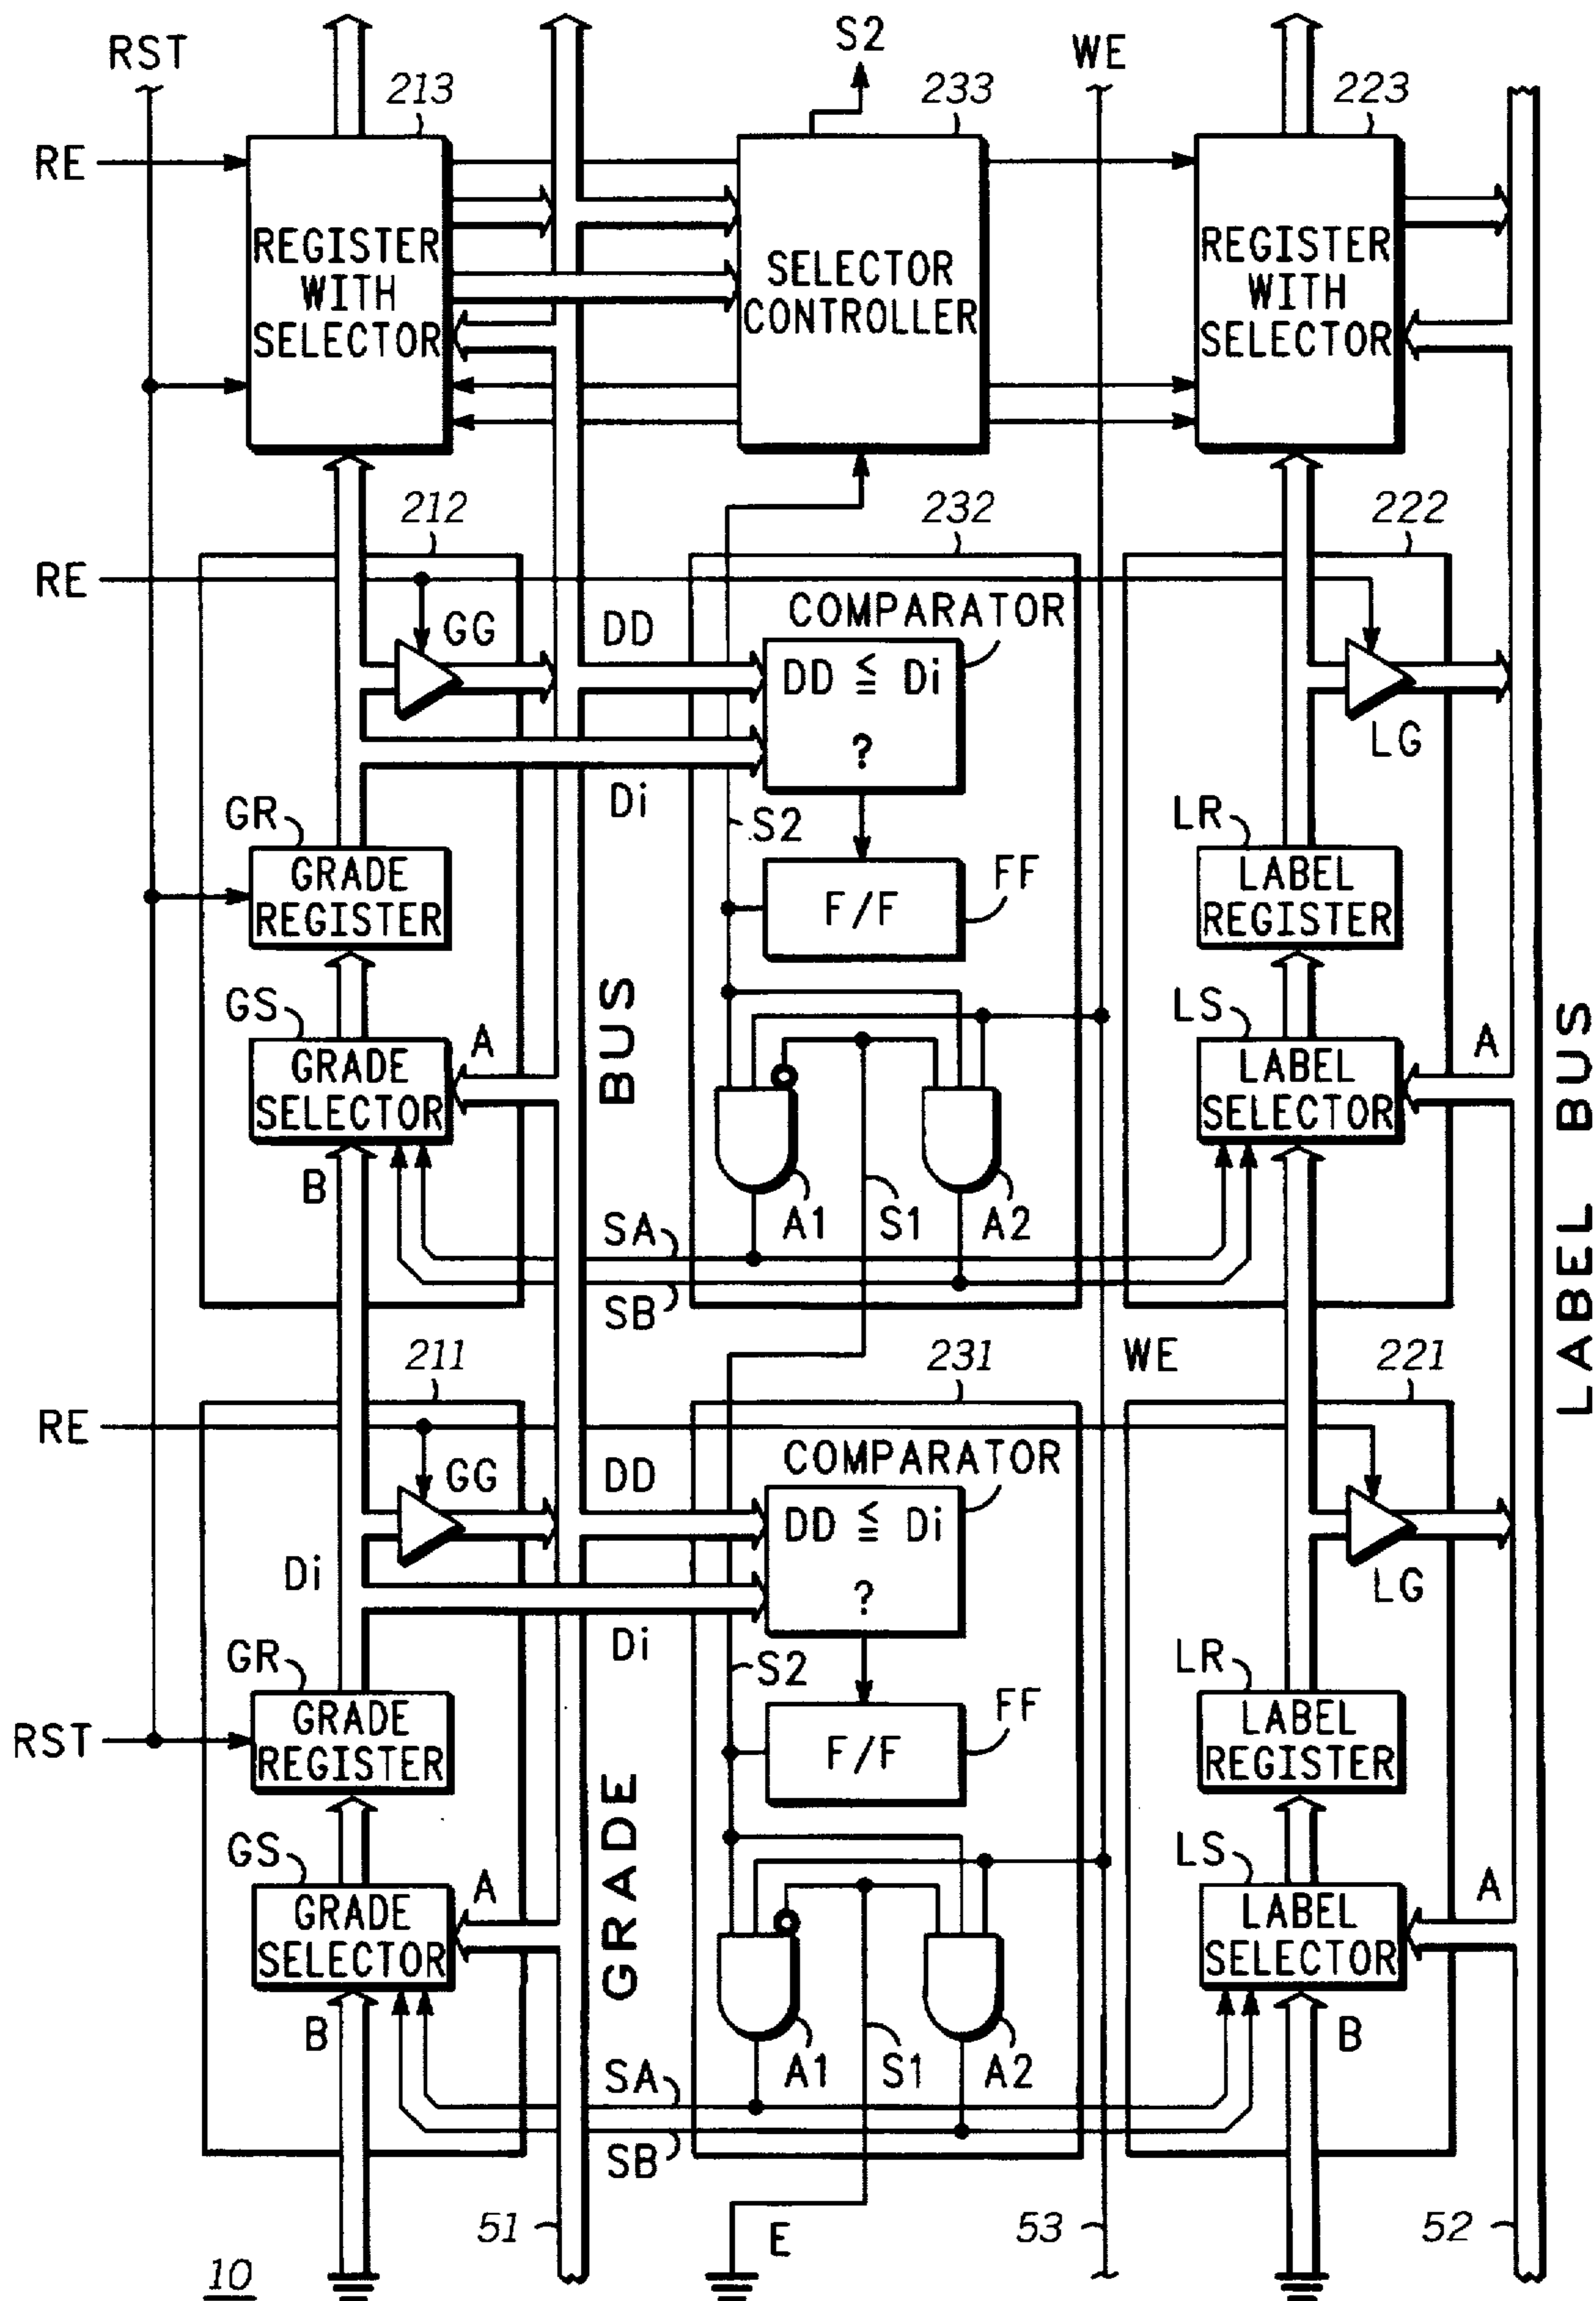 RST
S2
WE
213
233
223
RE
REGISTER
WITH
SELECTOR
SELECTOR
CONTROLLER
REGISTER
WITH
SELECTOR
212
232
222
RE
GG
DD
COMPARATOR
DD ≦ Di
?
LG
Di
GR
S2
LR
GRADE
REGISTER
F/F
FF
LABEL
REGISTER
GS
A
LS
A
GRADE
SELECTOR
LABEL
SELECTOR
B
A1
S1
A2
SA
SB
211
231
WE
221
RE
GG
DD
COMPARATOR
DD ≦ Di
?
Di
LG
Di
GR
S2
LR
RST
GRADE
REGISTER
F/F
FF
LABEL
REGISTER
GS
A
LS
A
GRADE
SELECTOR
LABEL
SELECTOR
B
A1
S1
A2
B
SA
SB
51
E
53
52
10
GRADE BUS
LABEL BUS